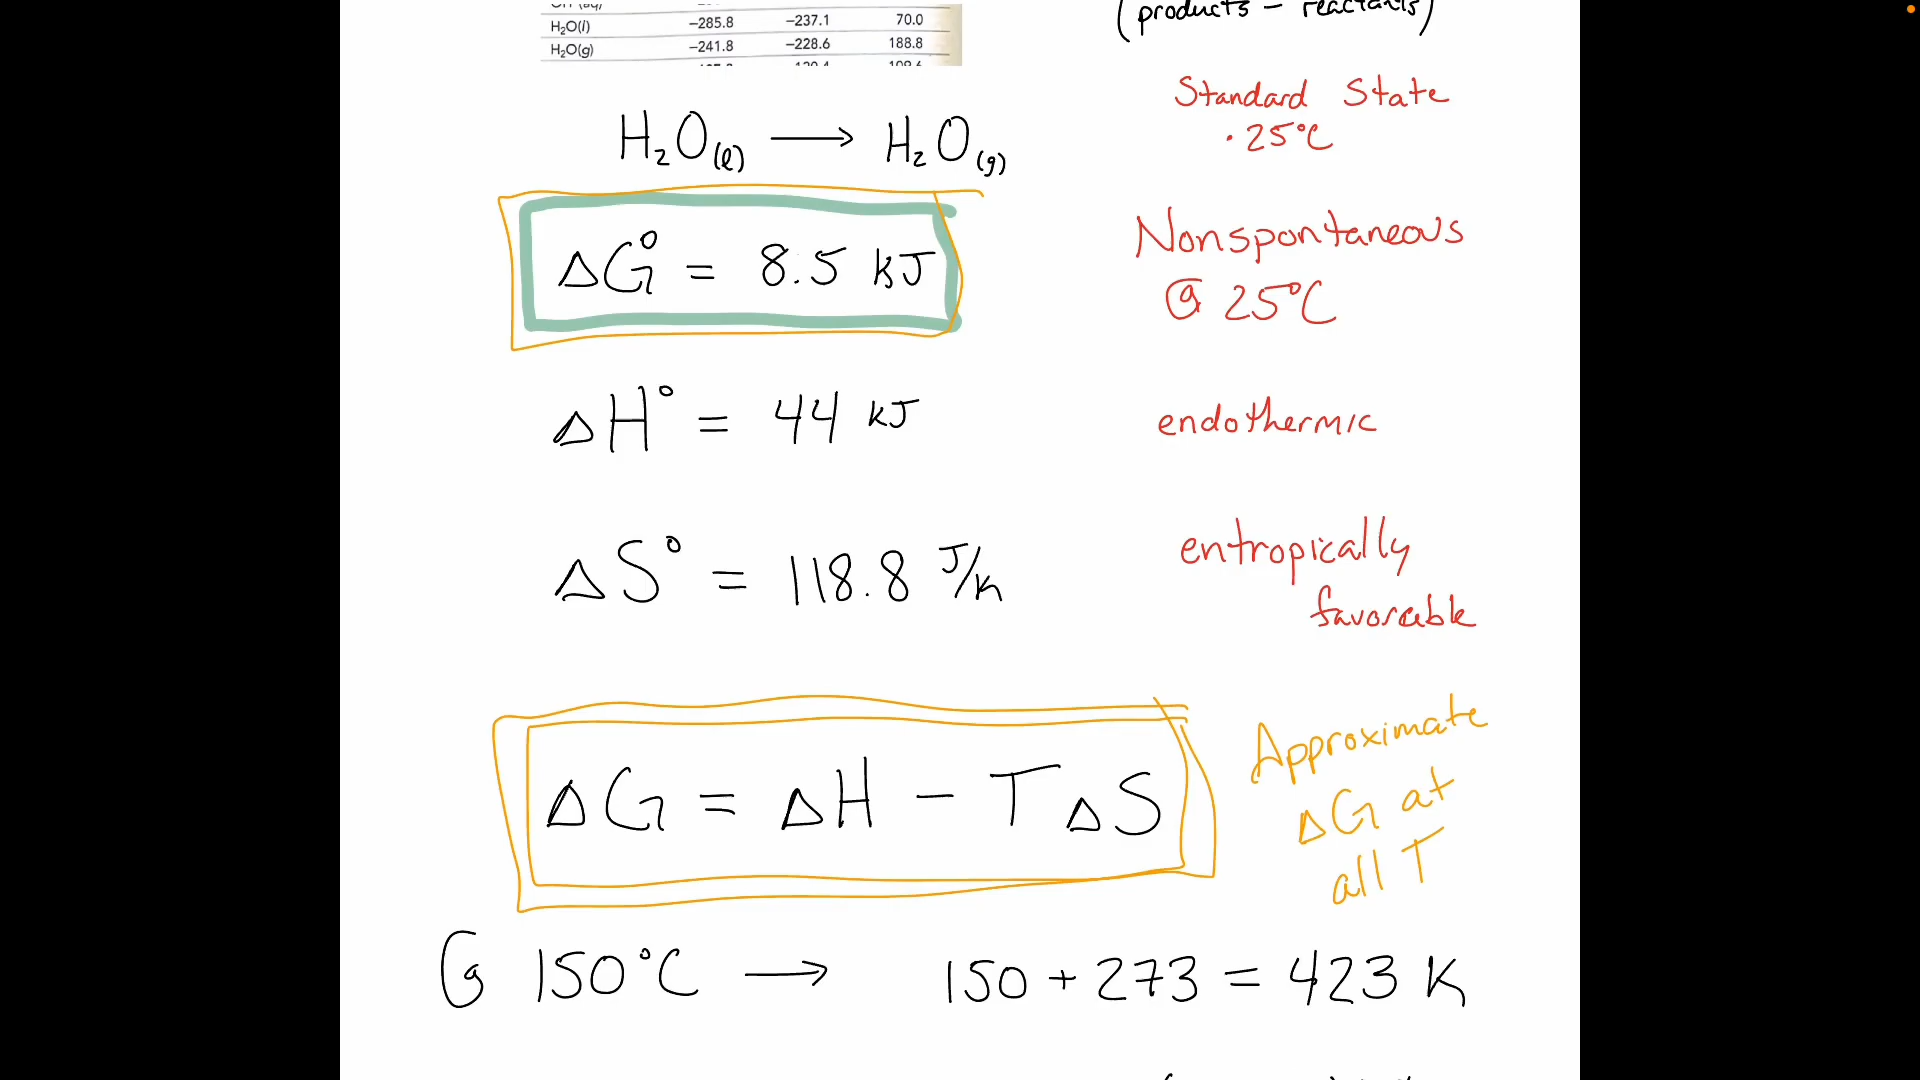 H₂O(l) −285.8 −237.1 70.0
H₂O(g) −241.8 −228.6 188.8
(products − reactants)
Standard State
• 25°C
H₂O(l) ⟶ H₂O(g)
ΔG° = 8.5 kJ
Nonspontaneous
@ 25°C
ΔH° = 44 kJ
endothermic
ΔS° = 118.8 J/K
entropically
favorable
ΔG = ΔH − TΔS
Approximate
ΔG at
all T
@ 150°C ⟶ 150 + 273 = 423 K